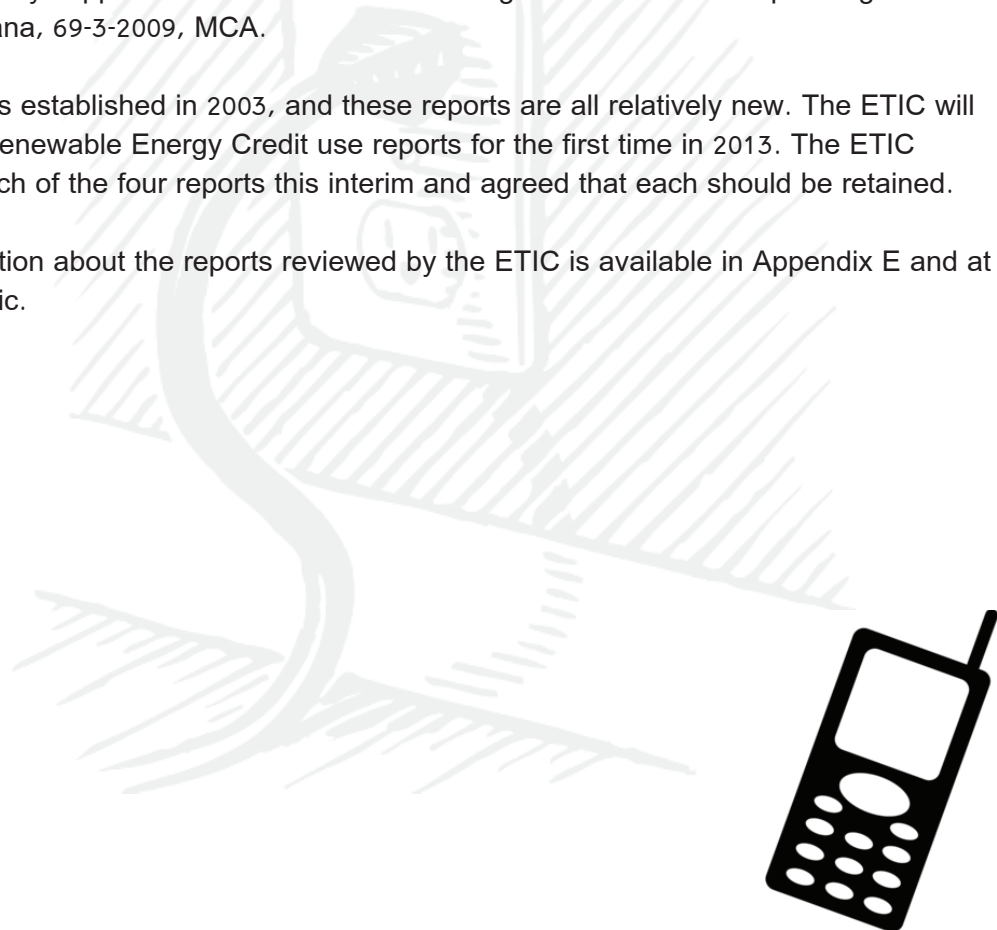 ana, 69-3-2009, MCA.
s established in 2003, and these reports are all relatively new. The ETIC will
enewable Energy Credit use reports for the first time in 2013. The ETIC
ch of the four reports this interim and agreed that each should be retained.
tion about the reports reviewed by the ETIC is available in Appendix E and at
ic.